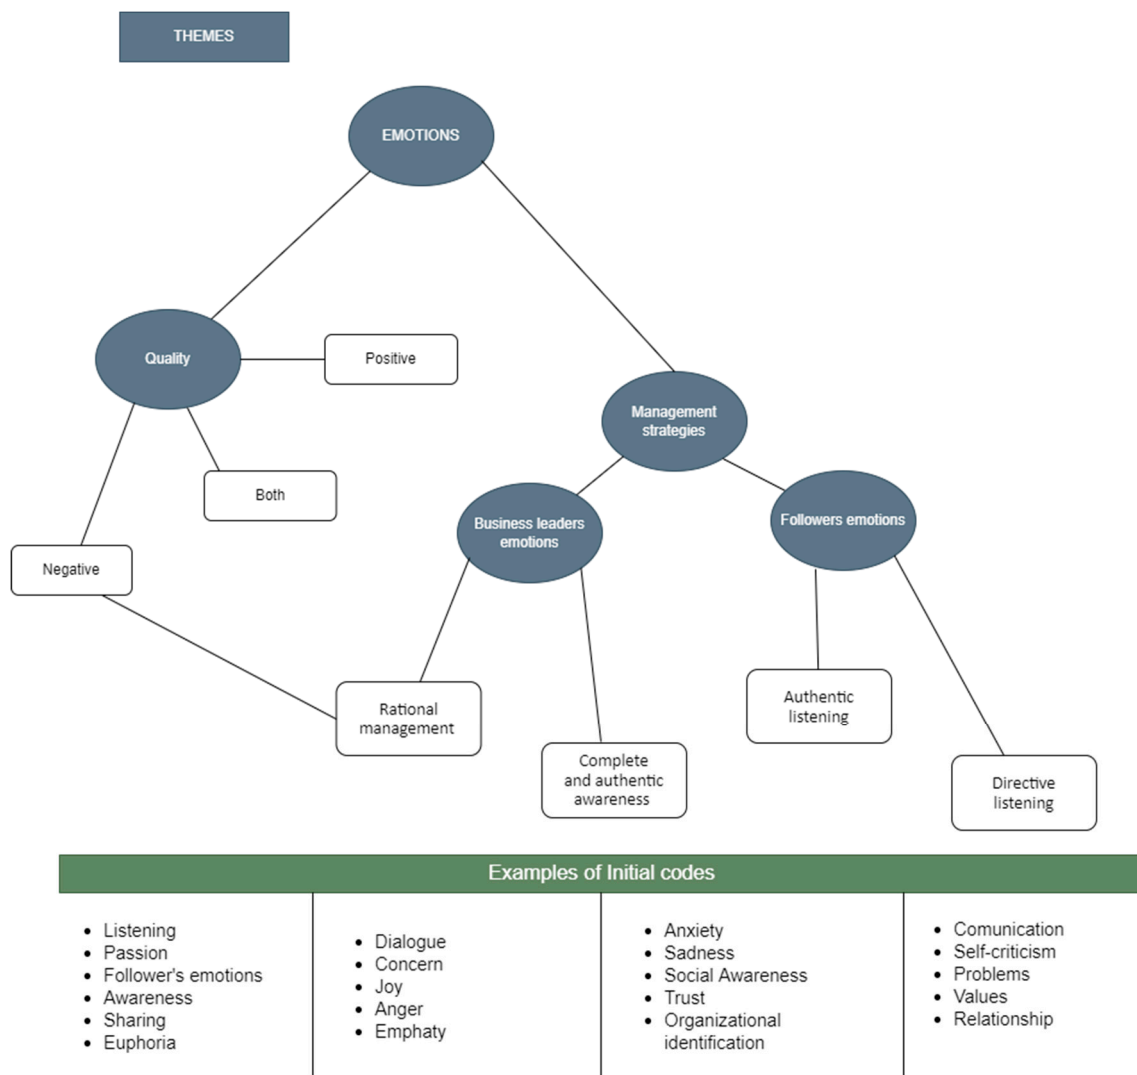 THEMES
EMOTIONS
Quality
Positive
Both
Negative
Management
strategies
Business leaders
emotions
Followers emotions
Rational
management
Complete
and authentic
awareness
Authentic
listening
Directive
listening
Examples of Initial codes
• Listening
• Passion
• Follower's emotions
• Awareness
• Sharing
• Euphoria
• Dialogue
• Concern
• Joy
• Anger
• Emphaty
• Anxiety
• Sadness
• Social Awareness
• Trust
• Organizational
identification
• Comunication
• Self-criticism
• Problems
• Values
• Relationship